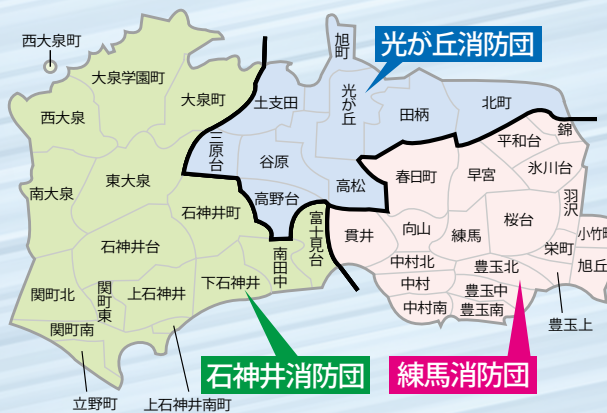 西大泉町
旭町
光が丘消防団
大泉学園町
大泉町
土支田
光が丘
田柄
北町
西大泉
三原台
谷原
平和台
錦
南大泉
東大泉
高野台
高松
春日町
早宮
氷川台
羽沢
石神井町
富士見台
貫井
向山
練馬
桜台
小竹町
石神井台
南田中
中村北
豊玉北
栄町
旭丘
関町北
関町東
上石神井
下石神井
中村
豊玉中
関町南
中村南
豊玉南
豊玉上
石神井消防団
練馬消防団
立野町
上石神井南町